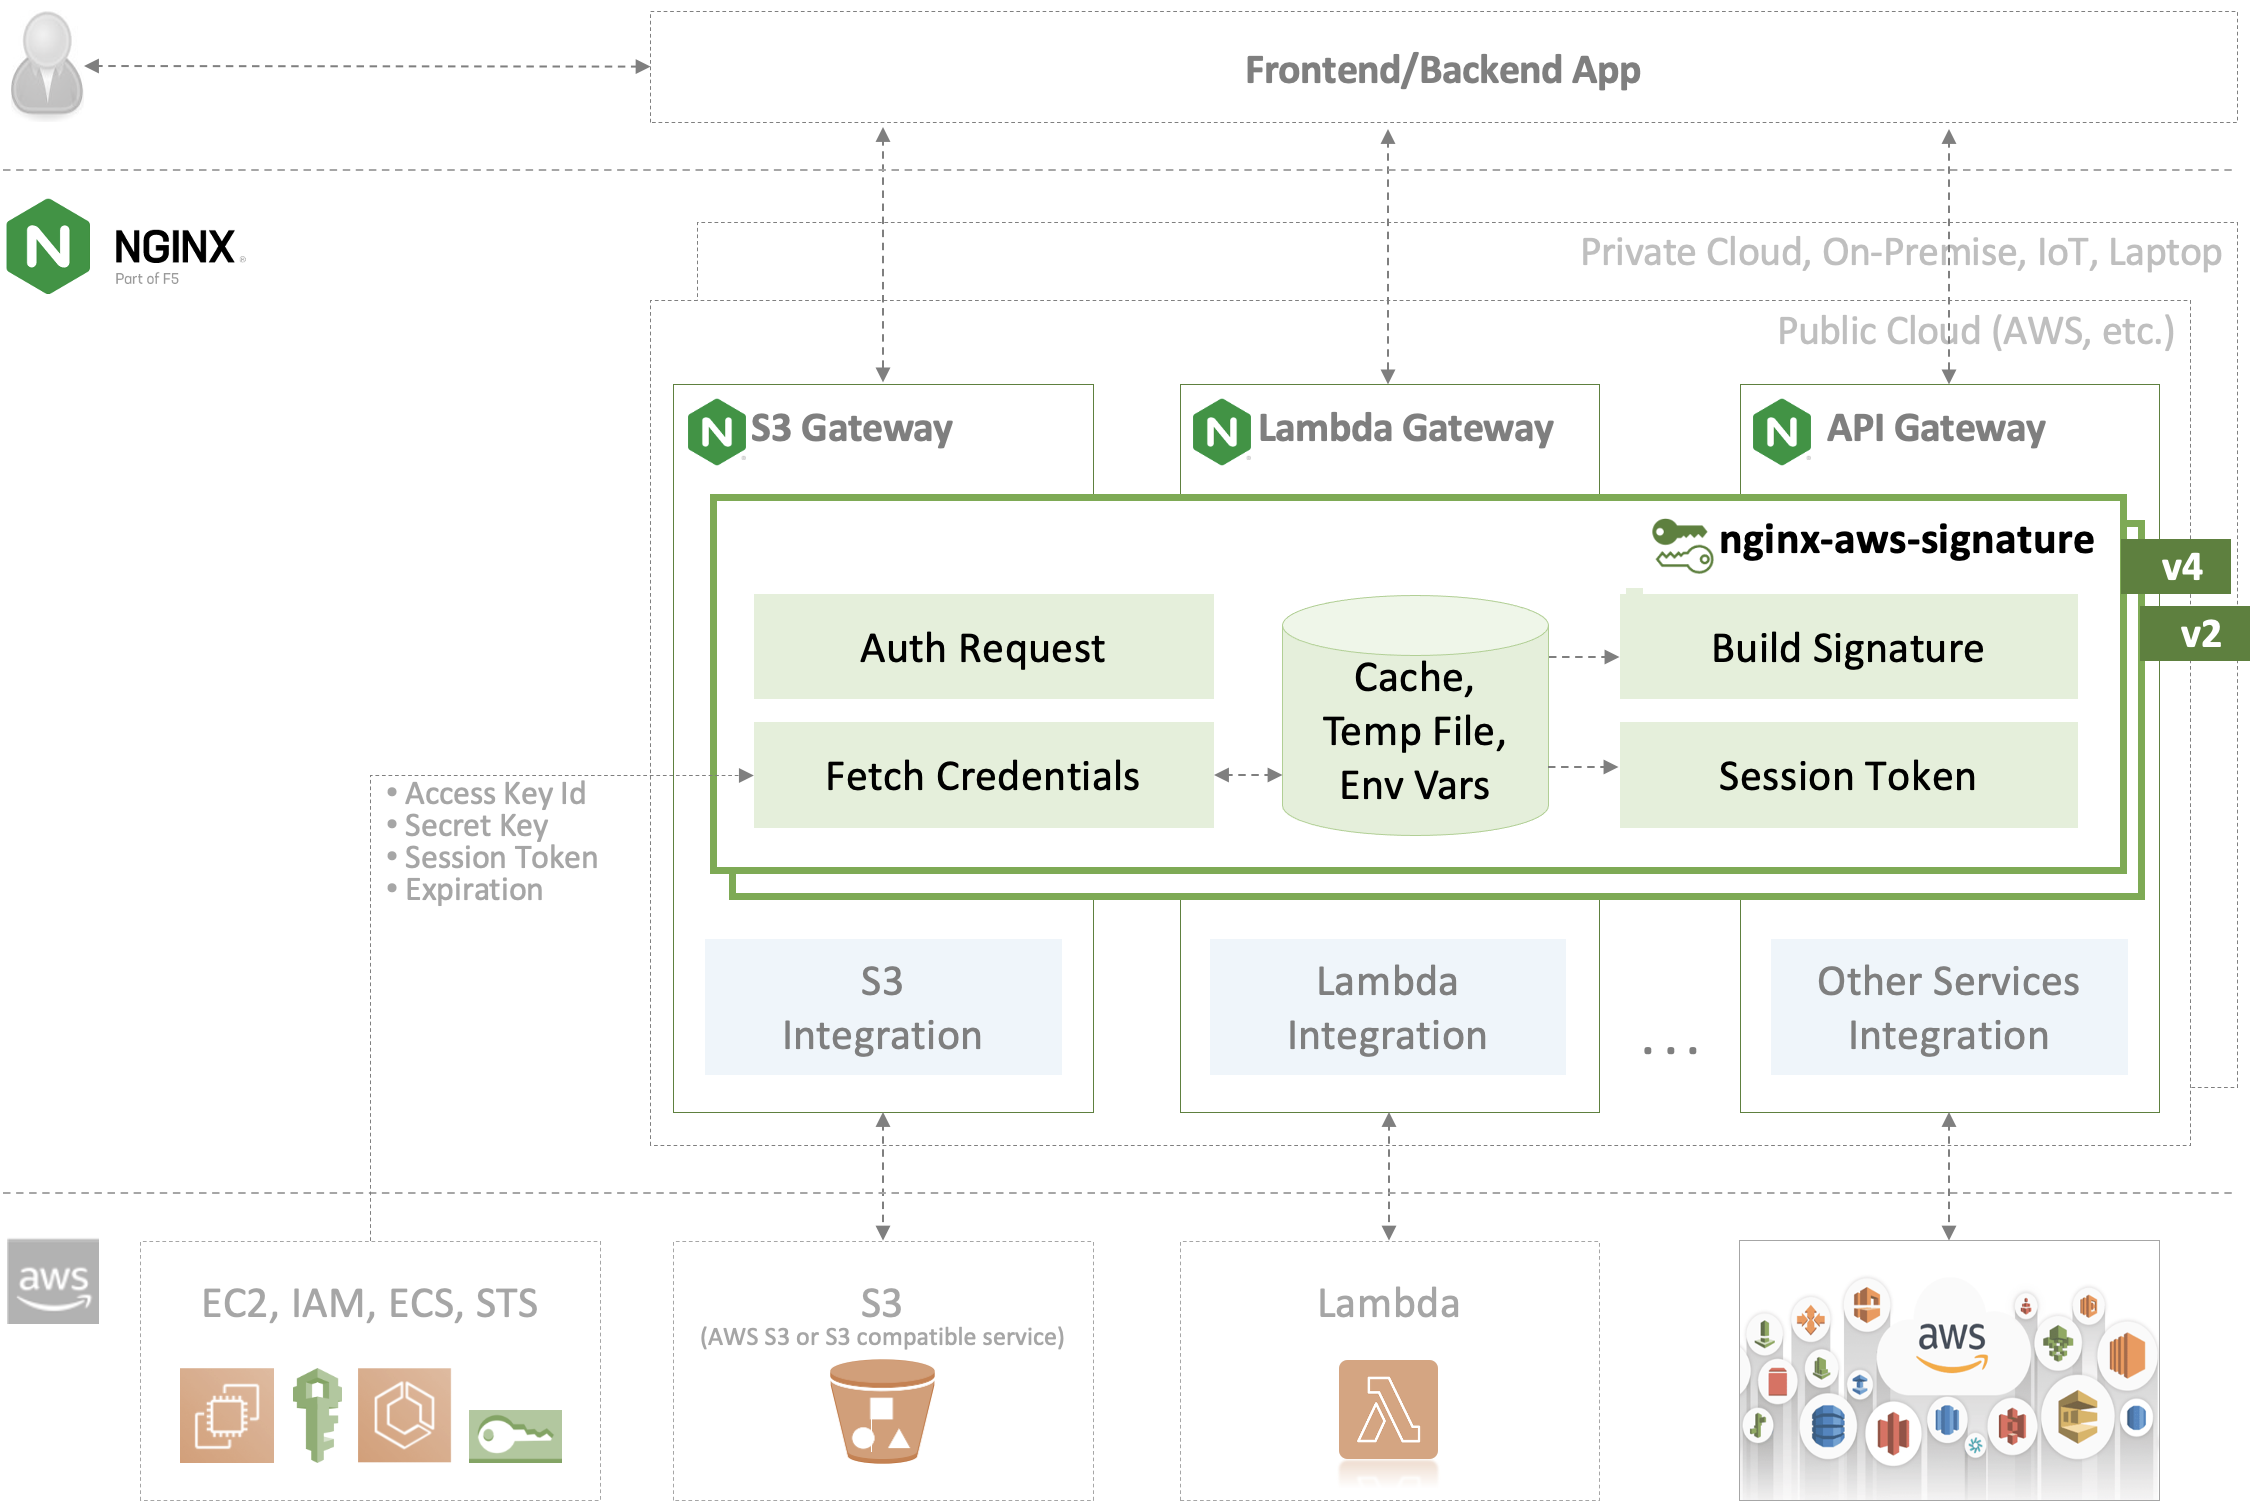 Frontend/Backend App
NGINX
Part of F5
Private Cloud, On-Premise, IoT, Laptop
Public Cloud (AWS, etc.)
S3 Gateway
Lambda Gateway
API Gateway
nginx-aws-signature
v4
v2
Auth Request
Cache,
Temp File,
Env Vars
Build Signature
Fetch Credentials
Session Token
• Access Key Id
• Secret Key
• Session Token
• Expiration
S3
Integration
Lambda
Integration
...
Other Services
Integration
aws
EC2, IAM, ECS, STS
S3
(AWS S3 or S3 compatible service)
Lambda
aws